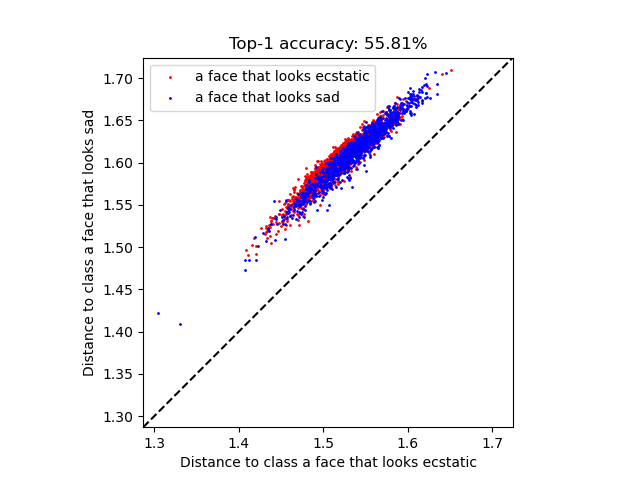 Top-1 accuracy: 55.81%
a face that looks ecstatic
a face that looks sad
Distance to class a face that looks sad
1.70
1.65
1.60
1.55
1.50
1.45
1.40
1.35
1.30
1.3
1.4
1.5
1.6
1.7
Distance to class a face that looks ecstatic